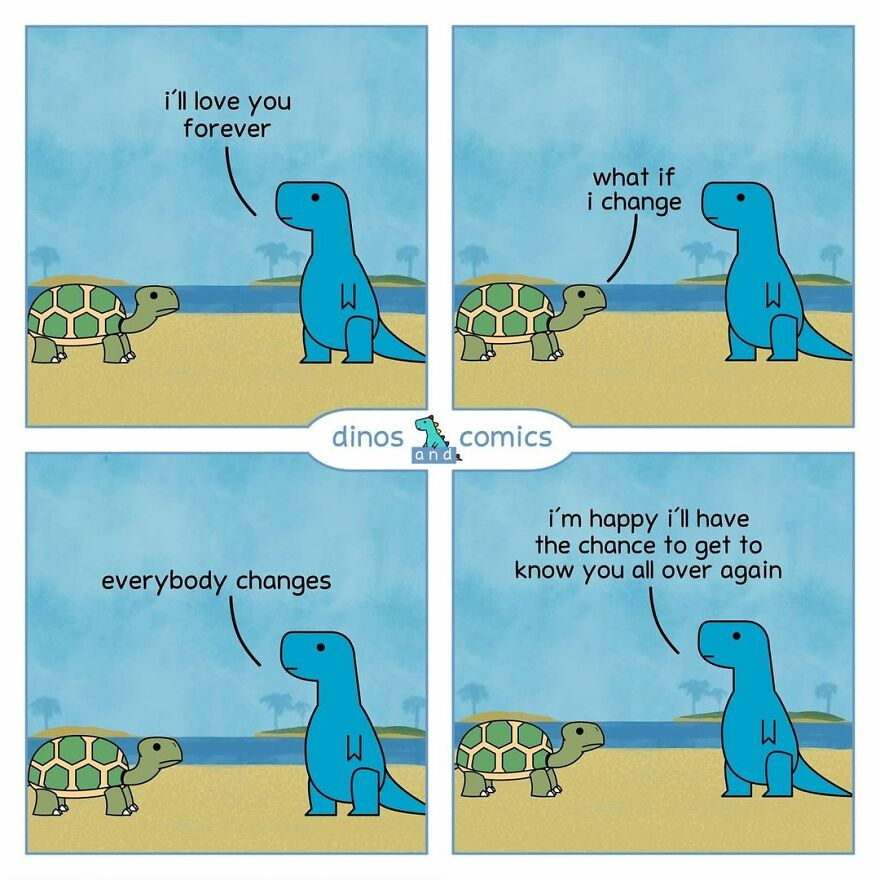 i´ll love you
forever
what if
i change
dinos and comics
everybody changes
i´m happy i´ll have
the chance to get to
know you all over again